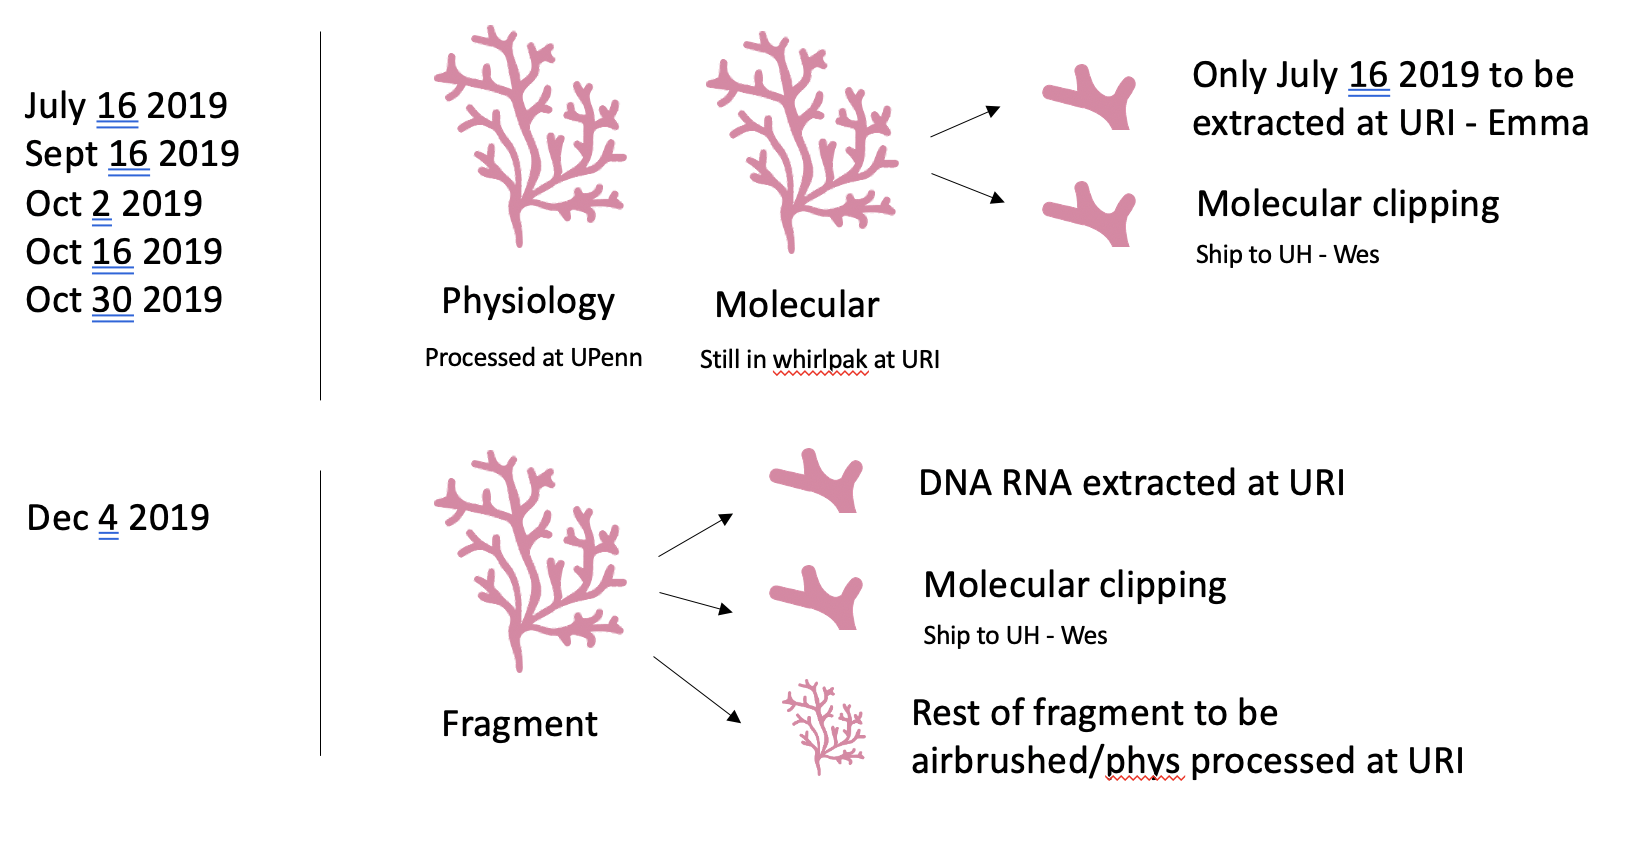 July 16 2019
Sept 16 2019
Oct 2 2019
Oct 16 2019
Oct 30 2019
Physiology
Processed at UPenn
Molecular
Still in whirlpak at URI
Only July 16 2019 to be
extracted at URI - Emma
Molecular clipping
Ship to UH - Wes
Dec 4 2019
Fragment
DNA RNA extracted at URI
Molecular clipping
Ship to UH - Wes
Rest of fragment to be
airbrushed/phys processed at URI